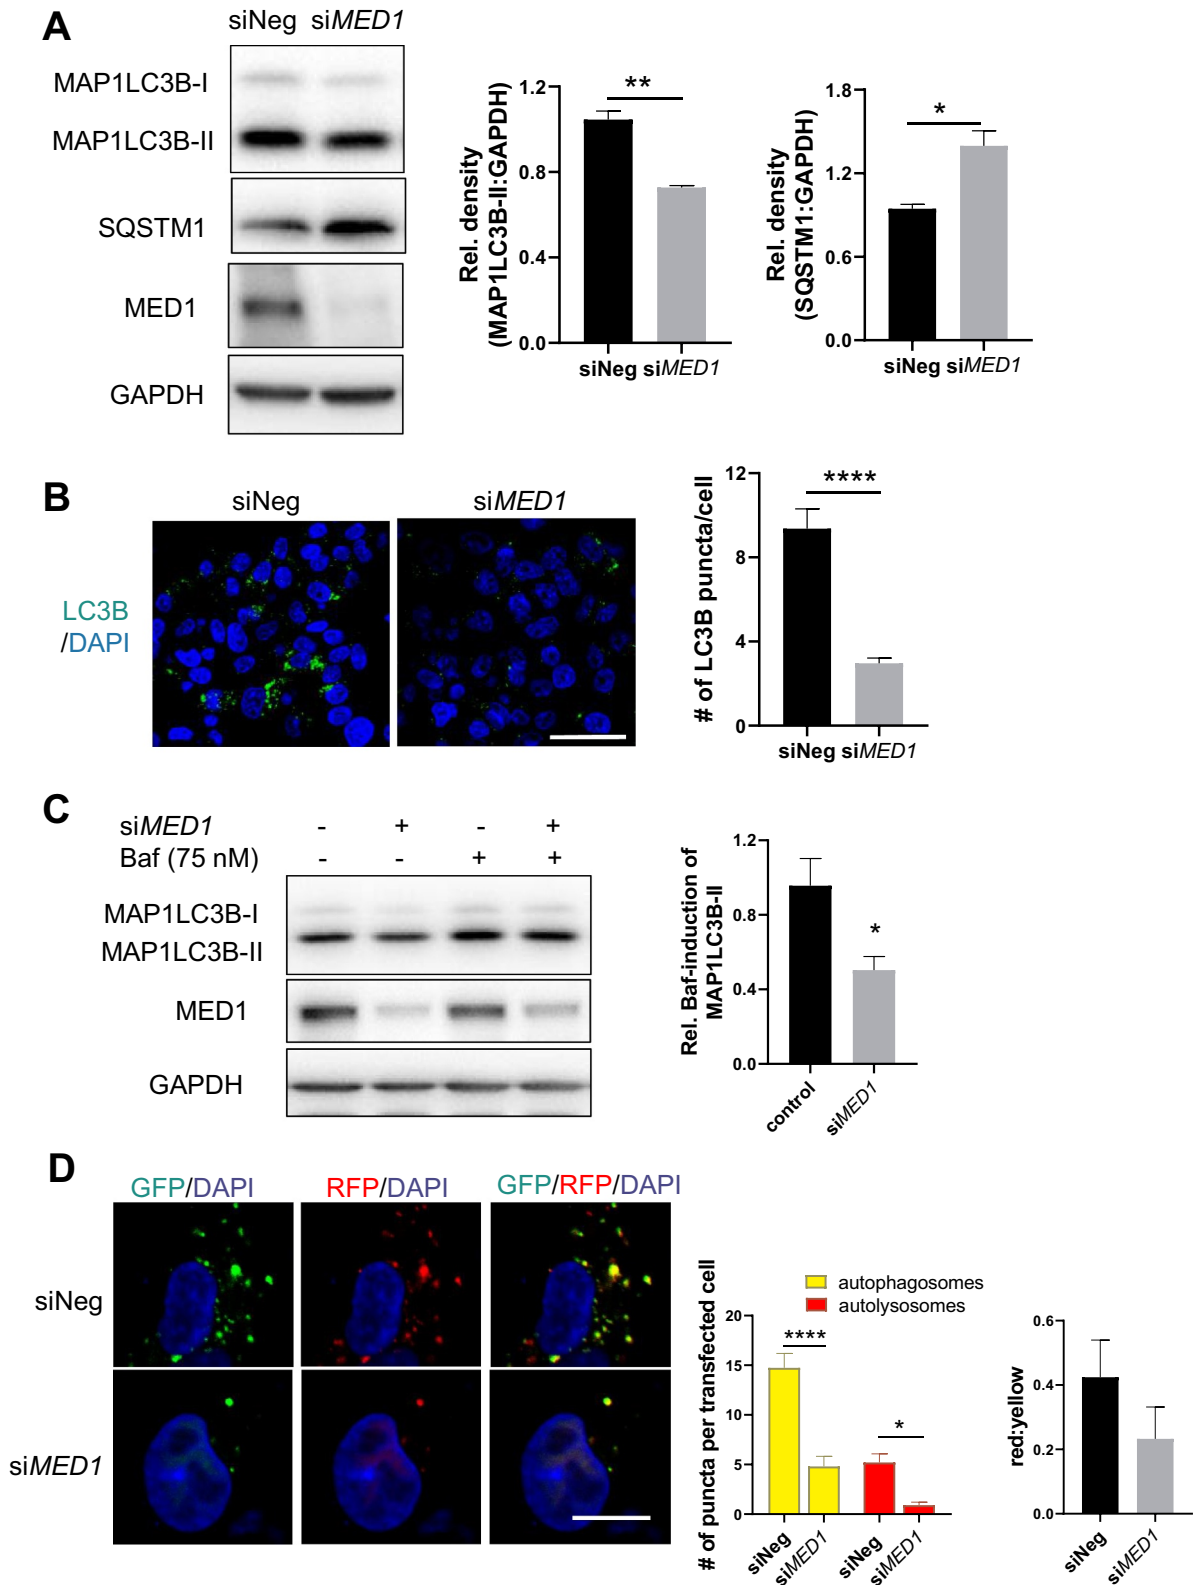 A
siNeg siMED1
MAP1LC3B-I
MAP1LC3B-II
SQSTM1
MED1
GAPDH
Rel. density
(MAP1LC3B-II:GAPDH)
1.2
0.8
0.4
0.0
**
siNeg siMED1
Rel. density
(SQSTM1:GAPDH)
1.8
1.2
0.6
0.0
*
siNeg siMED1
B
siNeg siMED1
LC3B
/DAPI
# of LC3B puncta/cell
12
9
6
3
0
****
siNeg siMED1
C
siMED1 - + - +
Baf (75 nM) - - + +
MAP1LC3B-I
MAP1LC3B-II
MED1
GAPDH
Rel. Baf-induction of
MAP1LC3B-II
1.2
0.8
0.4
0.0
*
control
siMED1
D
GFP/DAPI RFP/DAPI GFP/RFP/DAPI
siNeg
siMED1
# of puncta per transfected cell
autophagosomes
autolysosomes
20
15
10
5
0
****
*
siNeg
siMED1
siNeg
siMED1
red:yellow
0.6
0.4
0.2
0.0
siNeg
siMED1